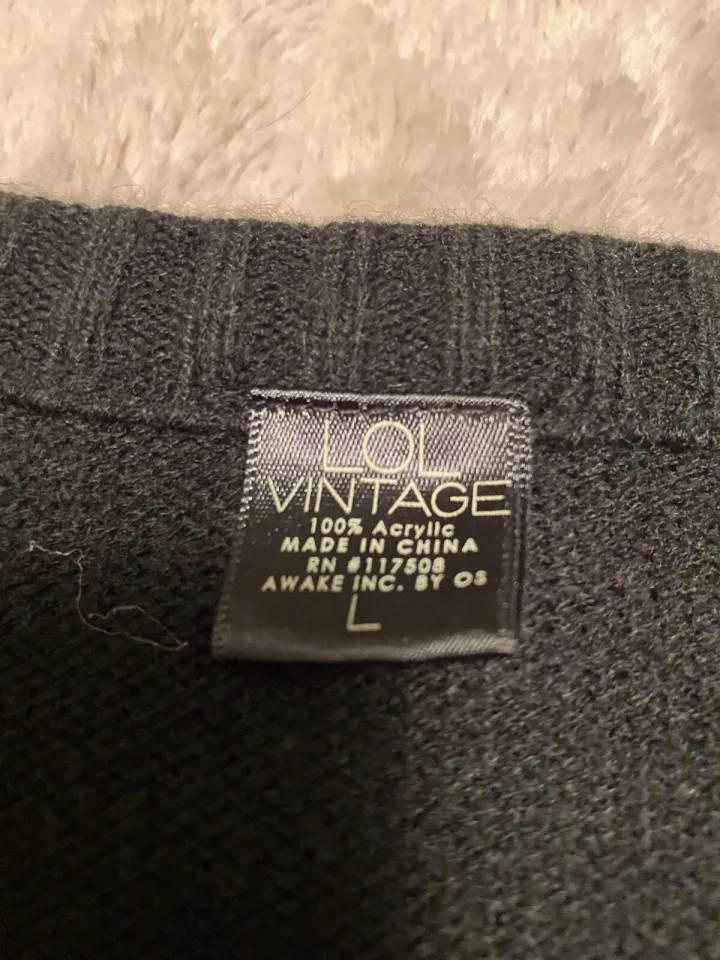 LOL
VINTAGE
100% Acrylic
MADE IN CHINA
RN #117508
AWAKE INC. BY OS
L